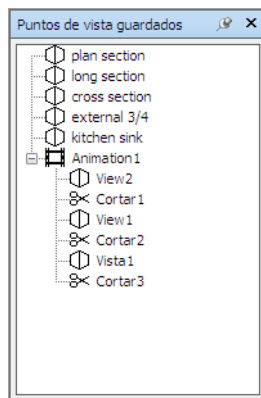 Puntos de vista guardados
plan section
long section
cross section
external 3/4
kitchen sink
Animation1
View2
Cortar1
View1
Cortar2
Vista1
Cortar3